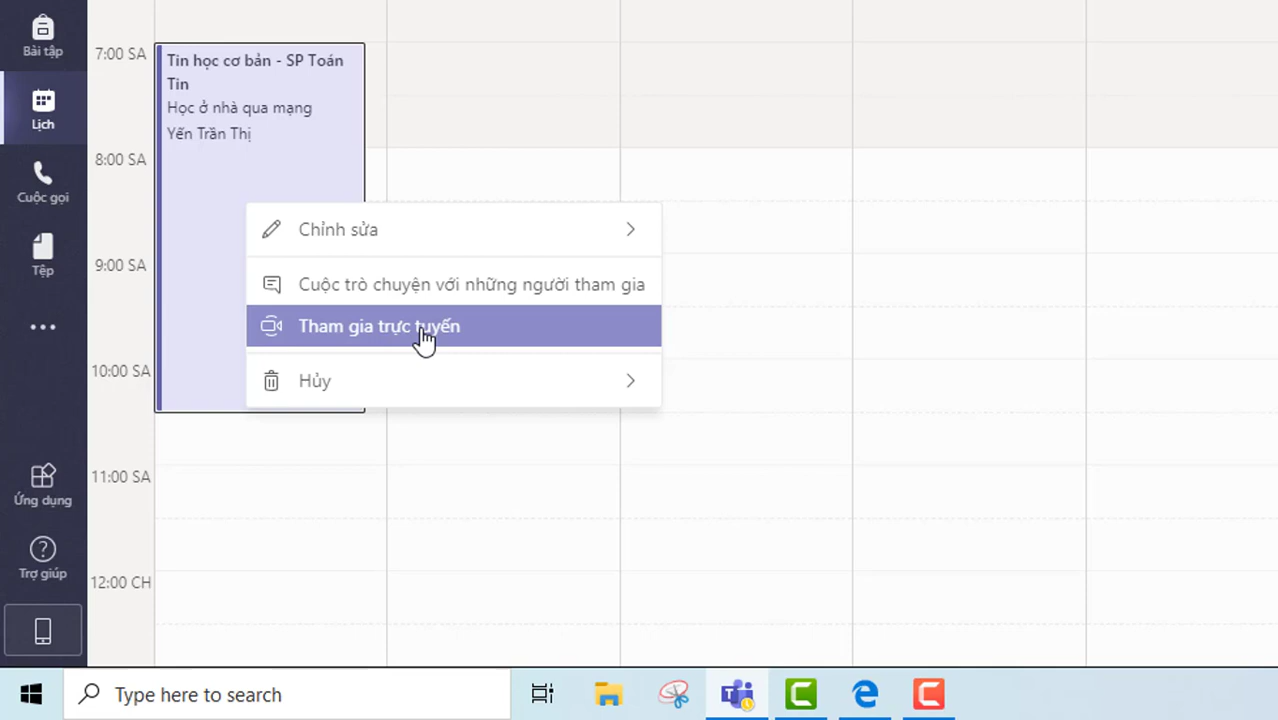 Bài tập
Lịch
Cuộc gọi
Tệp
Ứng dụng
Trợ giúp
7:00 SA
8:00 SA
9:00 SA
10:00 SA
11:00 SA
12:00 CH
Tin học cơ bản - SP Toán
Tin
Học ở nhà qua mạng
Yến Trần Thị
Chỉnh sửa
Cuộc trò chuyện với những người tham gia
Tham gia trực tuyến
Hủy
Type here to search